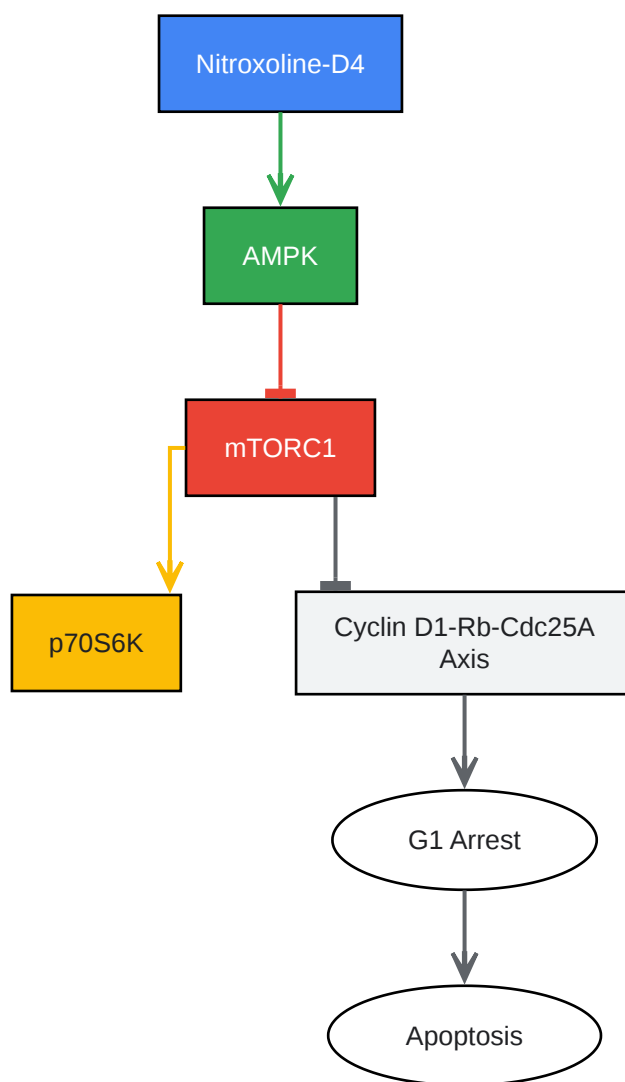 Nitroxoline-D4
AMPK
mTORC1
p70S6K
Cyclin D1-Rb-Cdc25A
Axis
G1 Arrest
Apoptosis